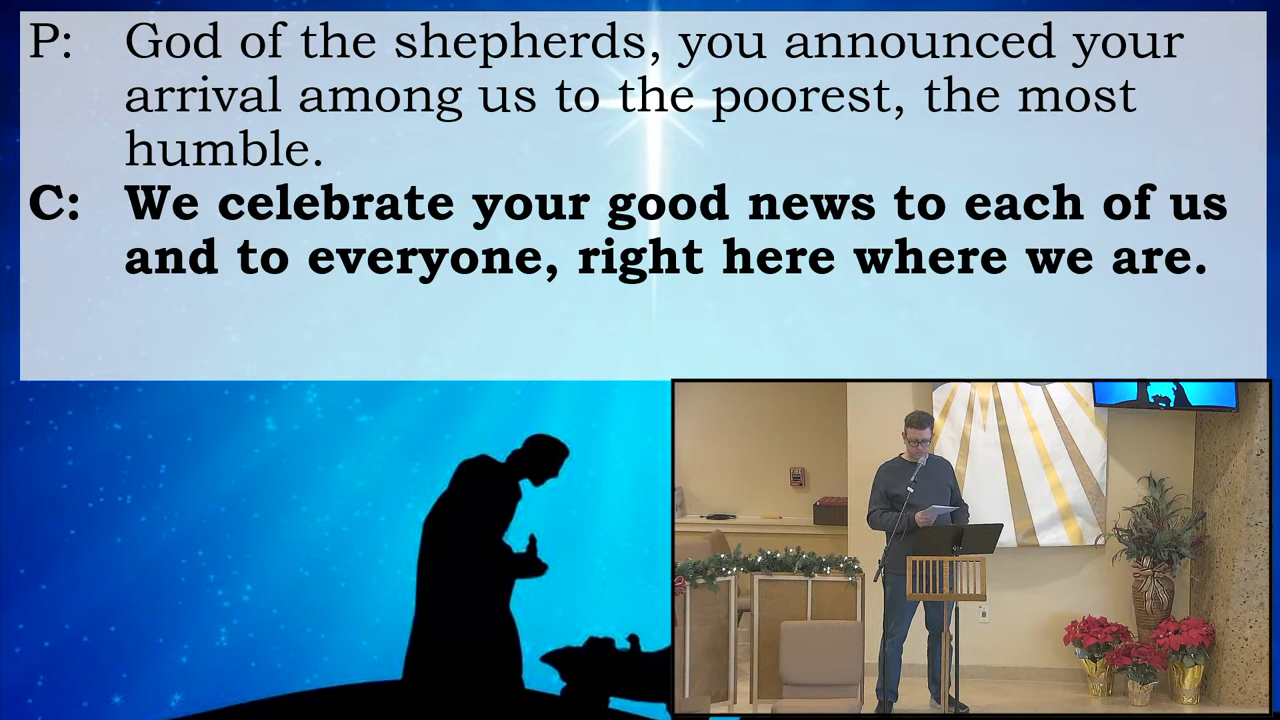 P: God of the shepherds, you announced your
arrival among us to the poorest, the most
humble.
C: We celebrate your good news to each of us
and to everyone, right here where we are.